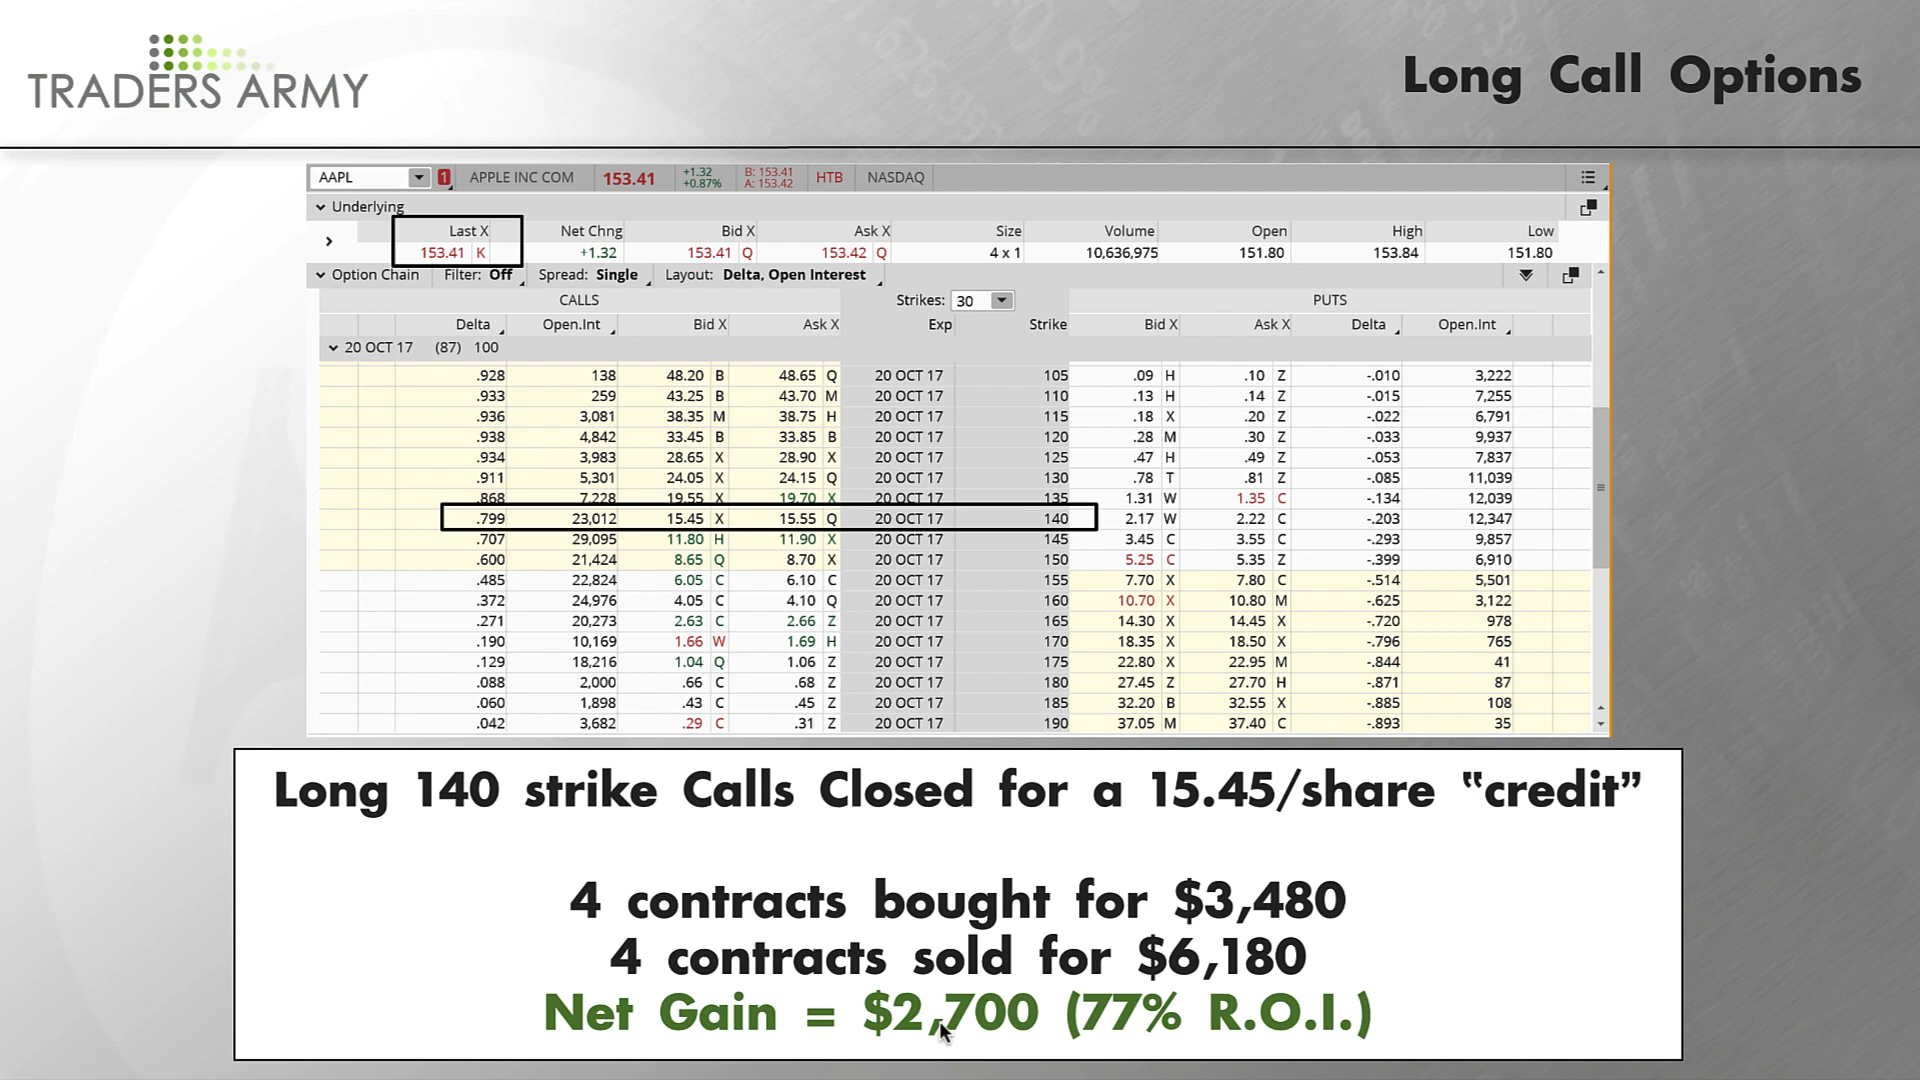 TRADERS ARMY
Long Call Options
AAPL 1 APPLE INC COM 153.41 +1.32 +0.87% B: 153.41 A: 153.42 HTB NASDAQ
Underlying
Last X Net Chng Bid X Ask X Size Volume Open High Low
153.41 K +1.32 153.41 Q 153.42 Q 4 x 1 10,636,975 151.80 153.84 151.80
Option Chain Filter: Off Spread: Single Layout: Delta, Open Interest
CALLS Strikes: 30 PUTS
Delta Open.Int Bid X Ask X Exp Strike Bid X Ask X Delta Open.Int
20 OCT 17 (87) 100
.928 138 48.20 B 48.65 Q 20 OCT 17 105 .09 H .10 Z -.010 3,222
.933 259 43.25 B 43.70 M 20 OCT 17 110 .13 H .14 Z -.015 7,255
.936 3,081 38.35 M 38.75 H 20 OCT 17 115 .18 X .20 Z -.022 6,791
.938 4,842 33.45 B 33.85 B 20 OCT 17 120 .28 M .30 Z -.033 9,937
.934 3,983 28.65 X 28.90 X 20 OCT 17 125 .47 H .49 Z -.053 7,837
.911 5,301 24.05 X 24.15 Q 20 OCT 17 130 .78 T .81 Z -.085 11,039
.868 7,228 19.55 X 19.70 X 20 OCT 17 135 1.31 W 1.35 C -.134 12,039
.799 23,012 15.45 X 15.55 Q 20 OCT 17 140 2.17 W 2.22 C -.203 12,347
.707 29,095 11.80 H 11.90 X 20 OCT 17 145 3.45 C 3.55 C -.293 9,857
.600 21,424 8.65 Q 8.70 X 20 OCT 17 150 5.25 C 5.35 Z -.399 6,910
.485 22,824 6.05 C 6.10 C 20 OCT 17 155 7.70 X 7.80 C -.514 5,501
.372 24,976 4.05 C 4.10 Q 20 OCT 17 160 10.70 X 10.80 M -.625 3,122
.271 20,273 2.63 C 2.66 Z 20 OCT 17 165 14.30 X 14.45 X -.720 978
.190 10,169 1.66 W 1.69 H 20 OCT 17 170 18.35 X 18.50 X -.796 765
.129 18,216 1.04 Q 1.06 Z 20 OCT 17 175 22.80 X 22.95 M -.844 41
.088 2,000 .66 C .68 Z 20 OCT 17 180 27.45 Z 27.70 H -.871 87
.060 1,898 .43 C .45 Z 20 OCT 17 185 32.20 B 32.55 X -.885 108
.042 3,682 .29 C .31 Z 20 OCT 17 190 37.05 M 37.40 C -.893 35
Long 140 strike Calls Closed for a 15.45/share "credit"
4 contracts bought for $3,480
4 contracts sold for $6,180
Net Gain = $2,700 (77% R.O.I.)